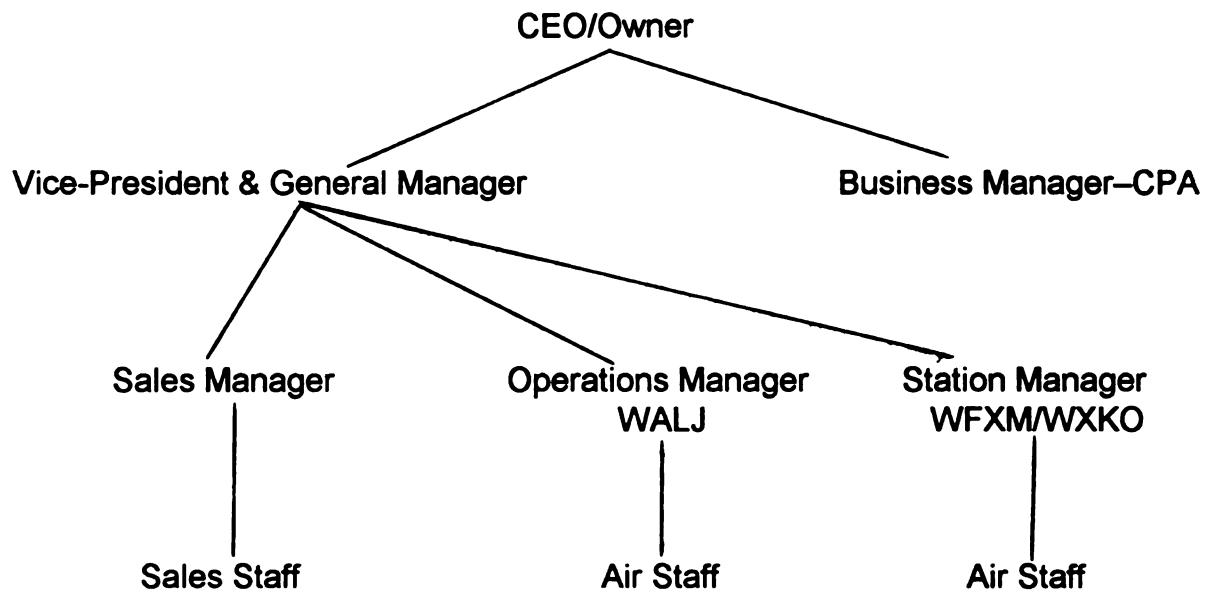 CEO/Owner
Vice-President & General Manager
Business Manager–CPA
Sales Manager
Operations Manager
WALJ
Station Manager
WFXM/WXKO
Sales Staff
Air Staff
Air Staff